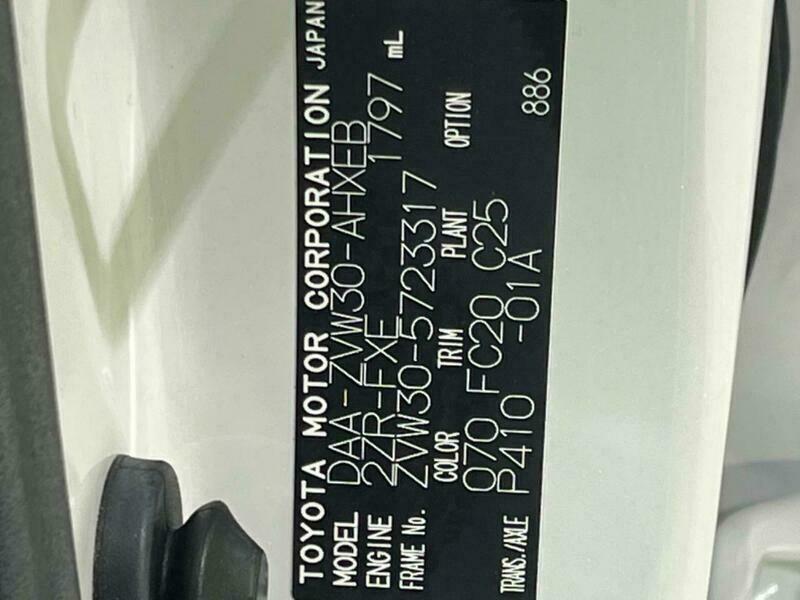 TOYOTA MOTOR CORPORATION JAPAN
MODEL DAA-ZVW30-AHXEB
ENGINE 2ZR-FXE 1797 mL
FRAME No. ZVW30-5723317
COLOR TRIM PLANT OPTION
070 FC20 C25
TRANS./AXLE P410 -01A
886